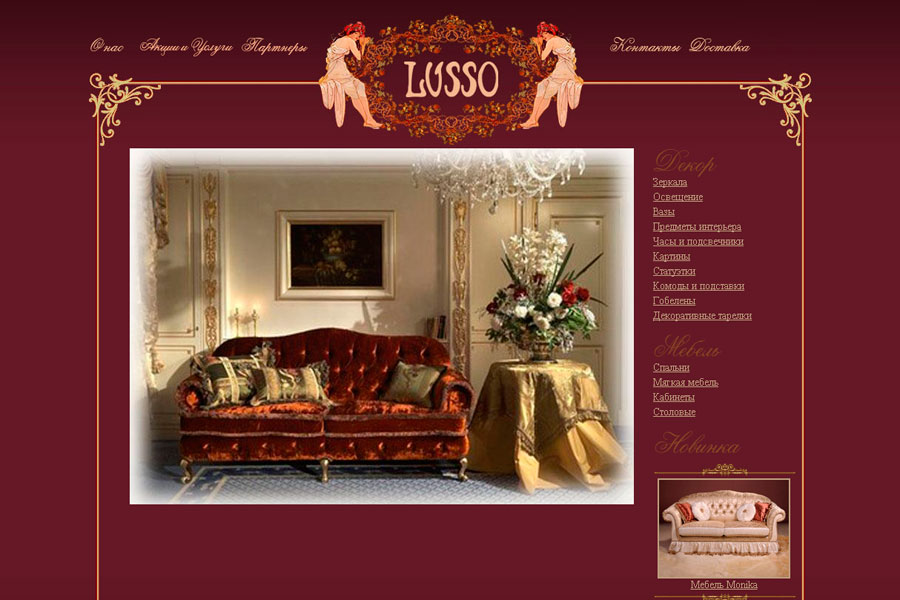 О нас Акции и Услуги Партнеры Контакты Доставка
LUSSO
Декор
Зеркала
Освещение
Вазы
Предметы интерьера
Часы и подсвечники
Картины
Статуэтки
Комоды и подставки
Гобелены
Декоративные тарелки
Мебель
Спальни
Мягкая мебель
Кабинеты
Столовые
Новинка
Мебель Monika